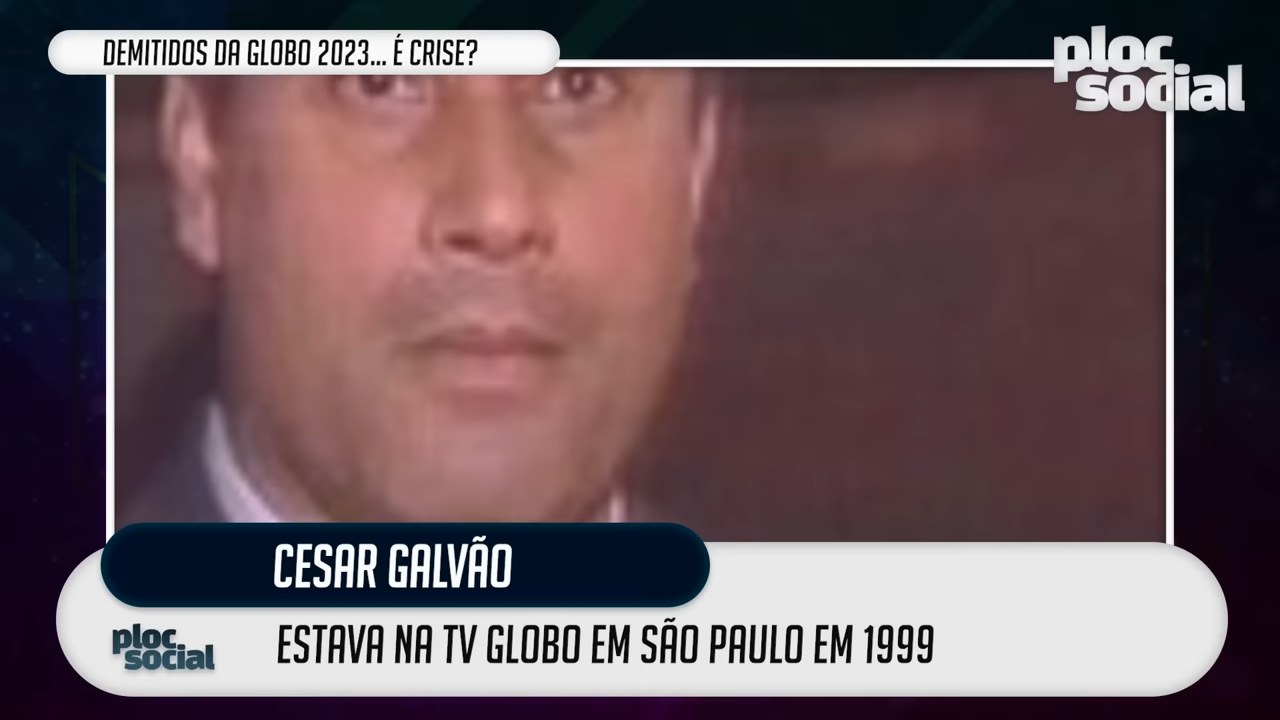 DEMITIDOS DA GLOBO 2023... É CRISE?
ploc
social
CESAR GALVÃO
ploc
social
ESTAVA NA TV GLOBO EM SÃO PAULO EM 1999